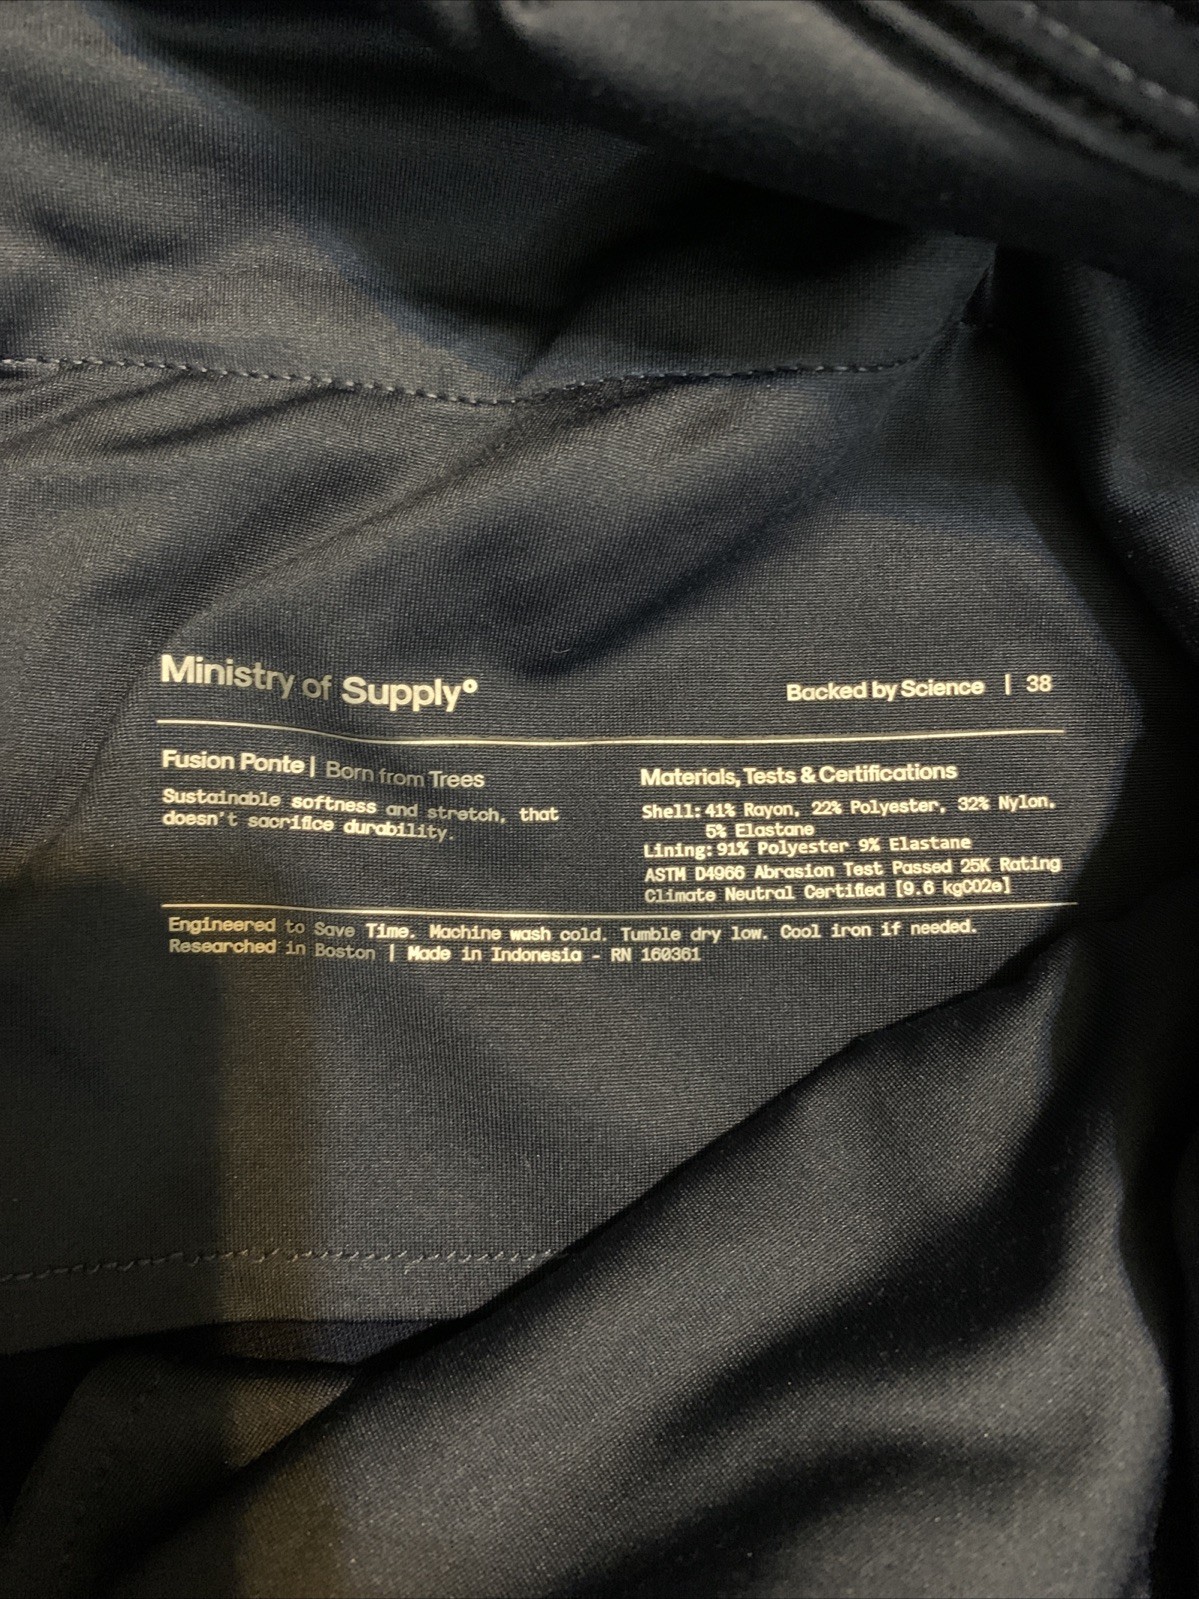 Ministry of Supply°
Backed by Science | 38
Fusion Ponte | Born from Trees
Sustainable softness and stretch, that
doesn't sacrifice durability.
Materials, Tests & Certifications
Shell: 41% Rayon, 22% Polyester, 32% Nylon,
5% Elastane
Lining: 91% Polyester 9% Elastane
ASTM D4966 Abrasion Test Passed 25K Rating
Climate Neutral Certified [9.6 kgCO2e]
Engineered to Save Time. Machine wash cold. Tumble dry low. Cool iron if needed.
Researched in Boston | Made in Indonesia - RN 160361